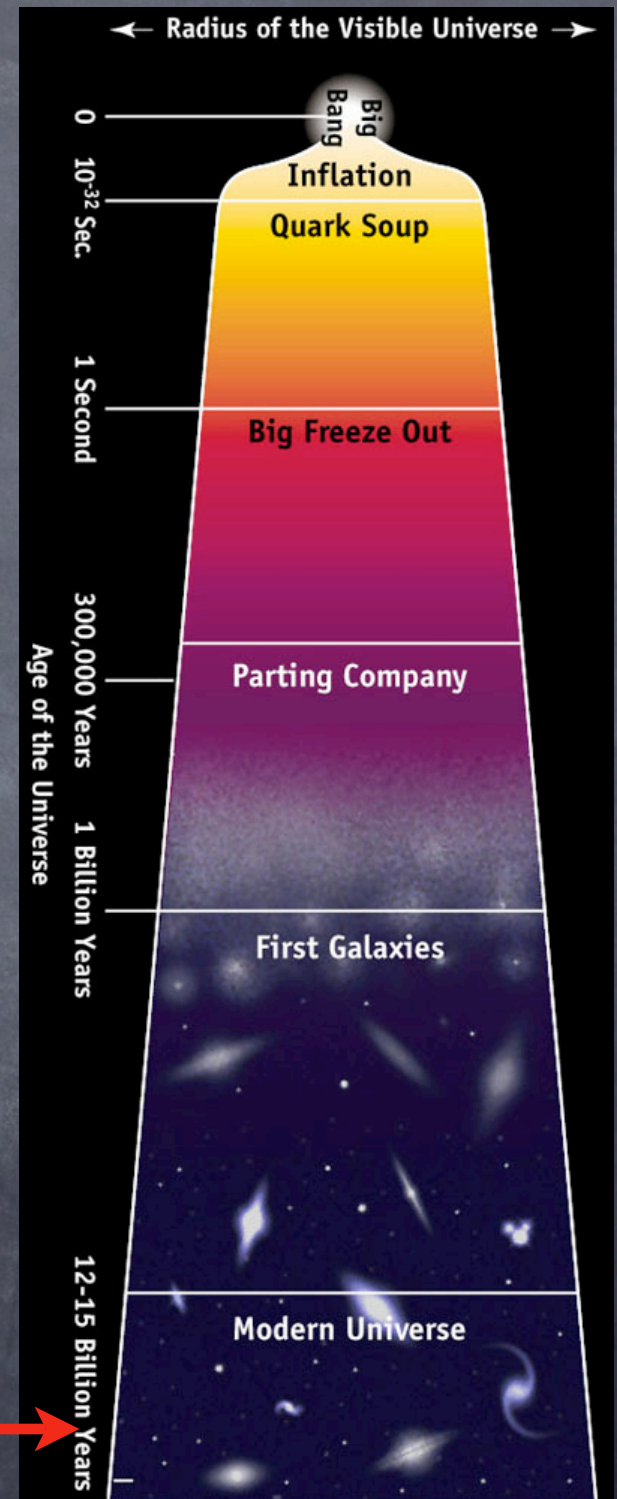 Radius of the Visible Universe
Big
Bang
0
Inflation
10-32 Sec.
Quark Soup
1 Second
Big Freeze Out
300,000 Years
Parting Company
Age of the Universe
1 Billion Years
First Galaxies
12-15 Billion Years
Modern Universe